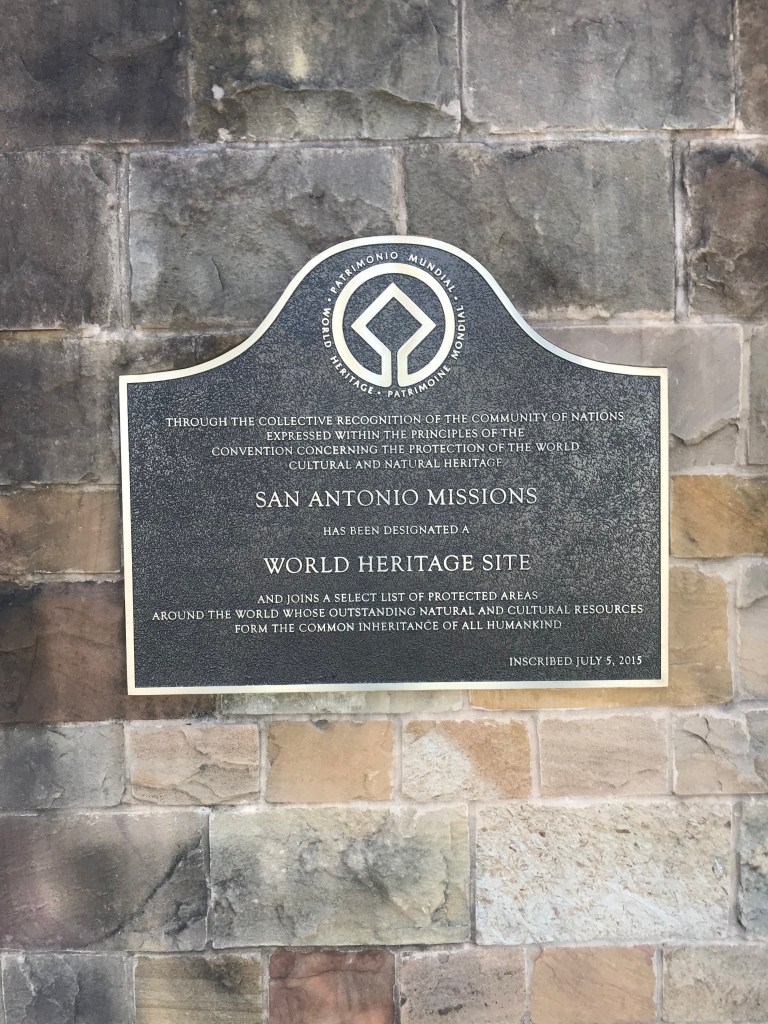 PATRIMONIO MUNDIAL • WORLD HERITAGE • PATRIMOINE MONDIAL •
THROUGH THE COLLECTIVE RECOGNITION OF THE COMMUNITY OF NATIONS
EXPRESSED WITHIN THE PRINCIPLES OF THE
CONVENTION CONCERNING THE PROTECTION OF THE WORLD
CULTURAL AND NATURAL HERITAGE
SAN ANTONIO MISSIONS
HAS BEEN DESIGNATED A
WORLD HERITAGE SITE
AND JOINS A SELECT LIST OF PROTECTED AREAS
AROUND THE WORLD WHOSE OUTSTANDING NATURAL AND CULTURAL RESOURCES
FORM THE COMMON INHERITANCE OF ALL HUMANKIND
INSCRIBED JULY 5, 2015